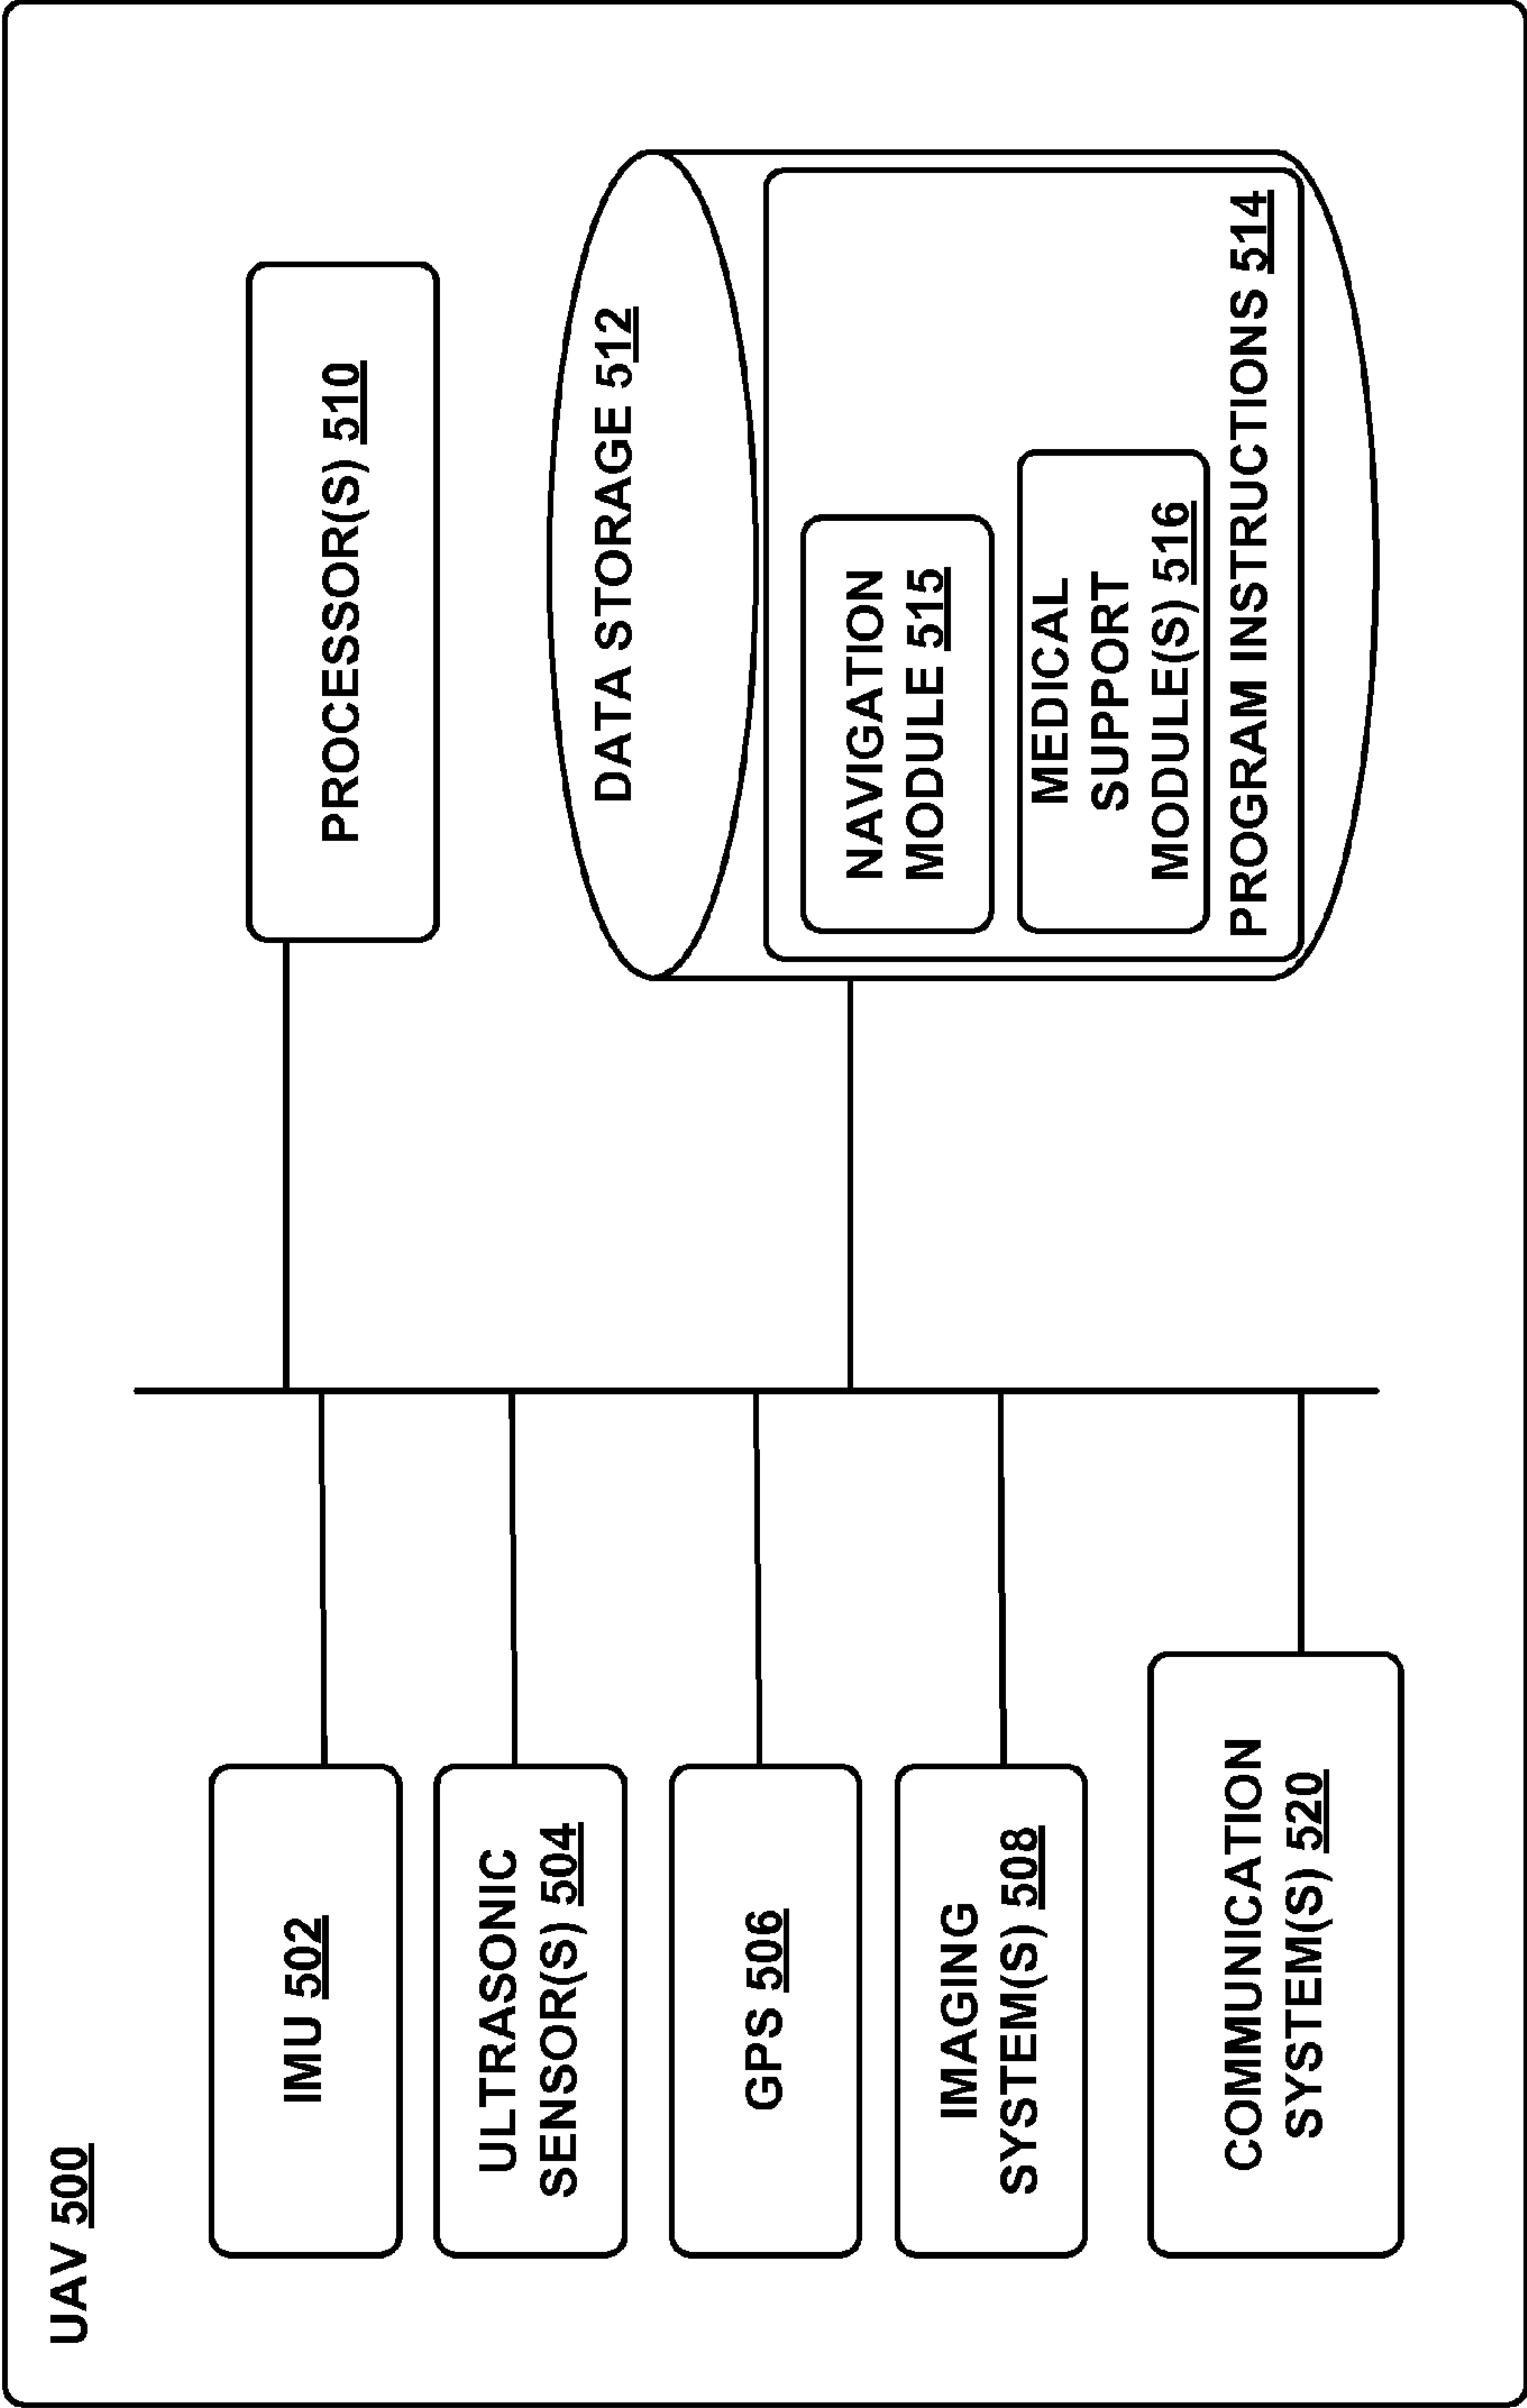 UAV 500
IMU 502
ULTRASONIC
SENSOR(S) 504
GPS 506
IMAGING
SYSTEM(S) 508
COMMUNICATION
SYSTEM(S) 520
PROCESSOR(S) 510
DATA STORAGE 512
NAVIGATION
MODULE 515
MEDICAL
SUPPORT
MODULE(S) 516
PROGRAM INSTRUCTIONS 514